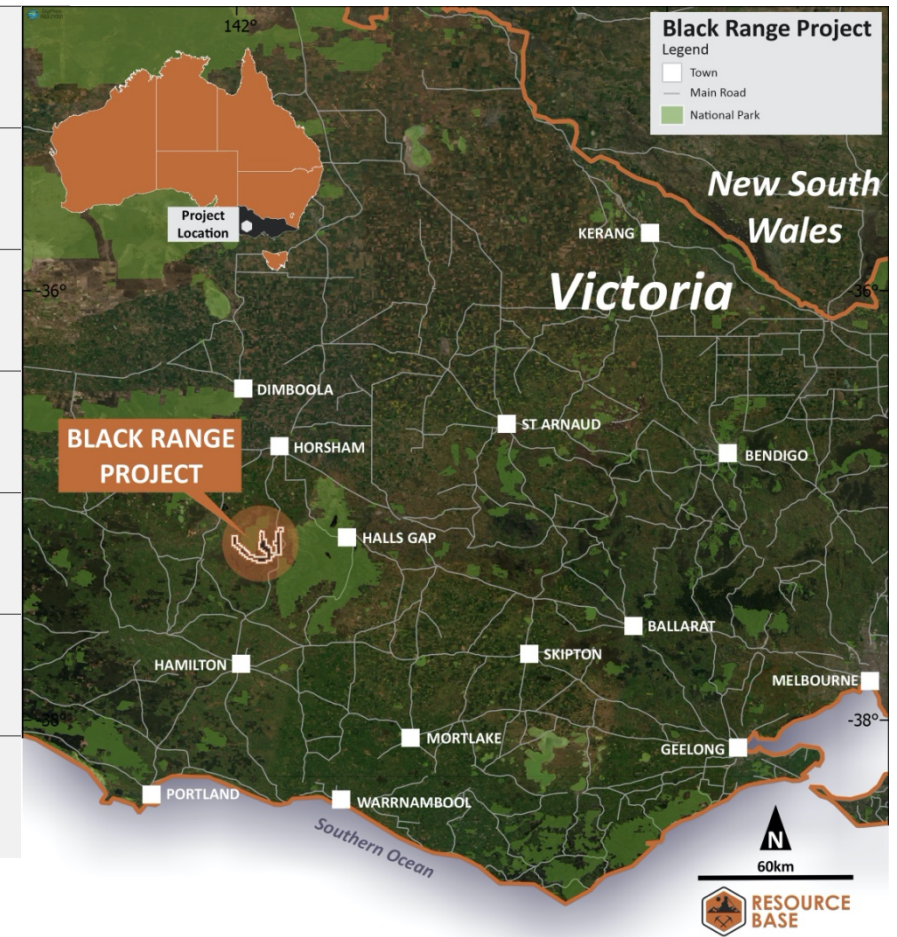 142°
Black Range Project
Legend
Town
Main Road
National Park
New South
Wales
Project
Location
KERANG
-36°
Victoria
-36°
DIMBOOLA
ST ARNAUD
BLACK RANGE
PROJECT
HORSHAM
BENDIGO
HALLS GAP
BALLARAT
SKIPTON
HAMILTON
MELBOURNE
-38°
-38°
MORTLAKE
GEELONG
PORTLAND
WARRNAMBOOL
Southern Ocean
N
60km
RESOURCE
BASE